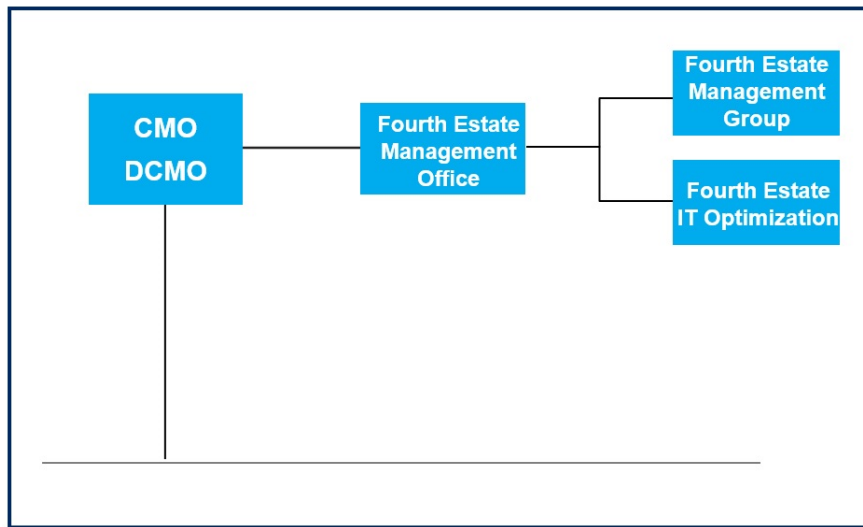 CMO
DCMO
Fourth Estate
Management
Office
Fourth Estate
Management
Group
Fourth Estate
IT Optimization